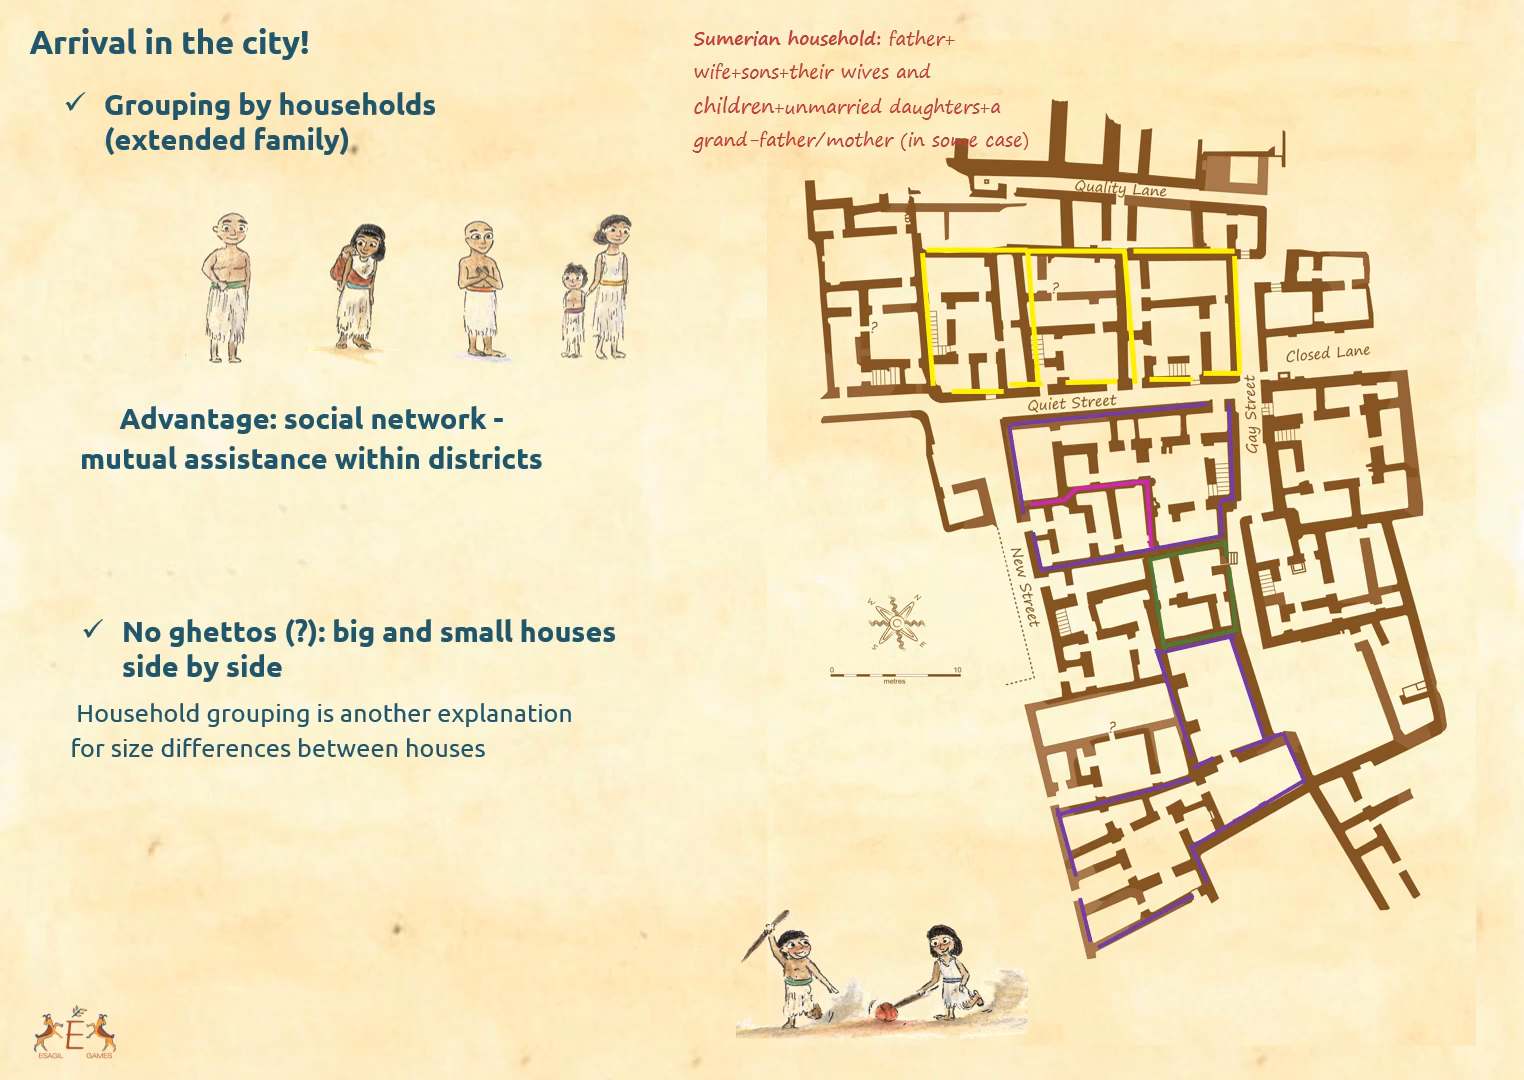 Arrival in the city!
✓ Grouping by households
(extended family)
Advantage: social network -
mutual assistance within districts
✓ No ghettos (?): big and small houses
side by side
Household grouping is another explanation
for size differences between houses
ESAGIL GAMES
E
Sumerian household: father+
wife+sons+their wives and
children+unmarried daughters+a
grand-father/mother (in some case)
Quality Lane
?
?
Closed Lane
Quiet Street
Gay Street
New Street
W N
S E
0 10
metres
?